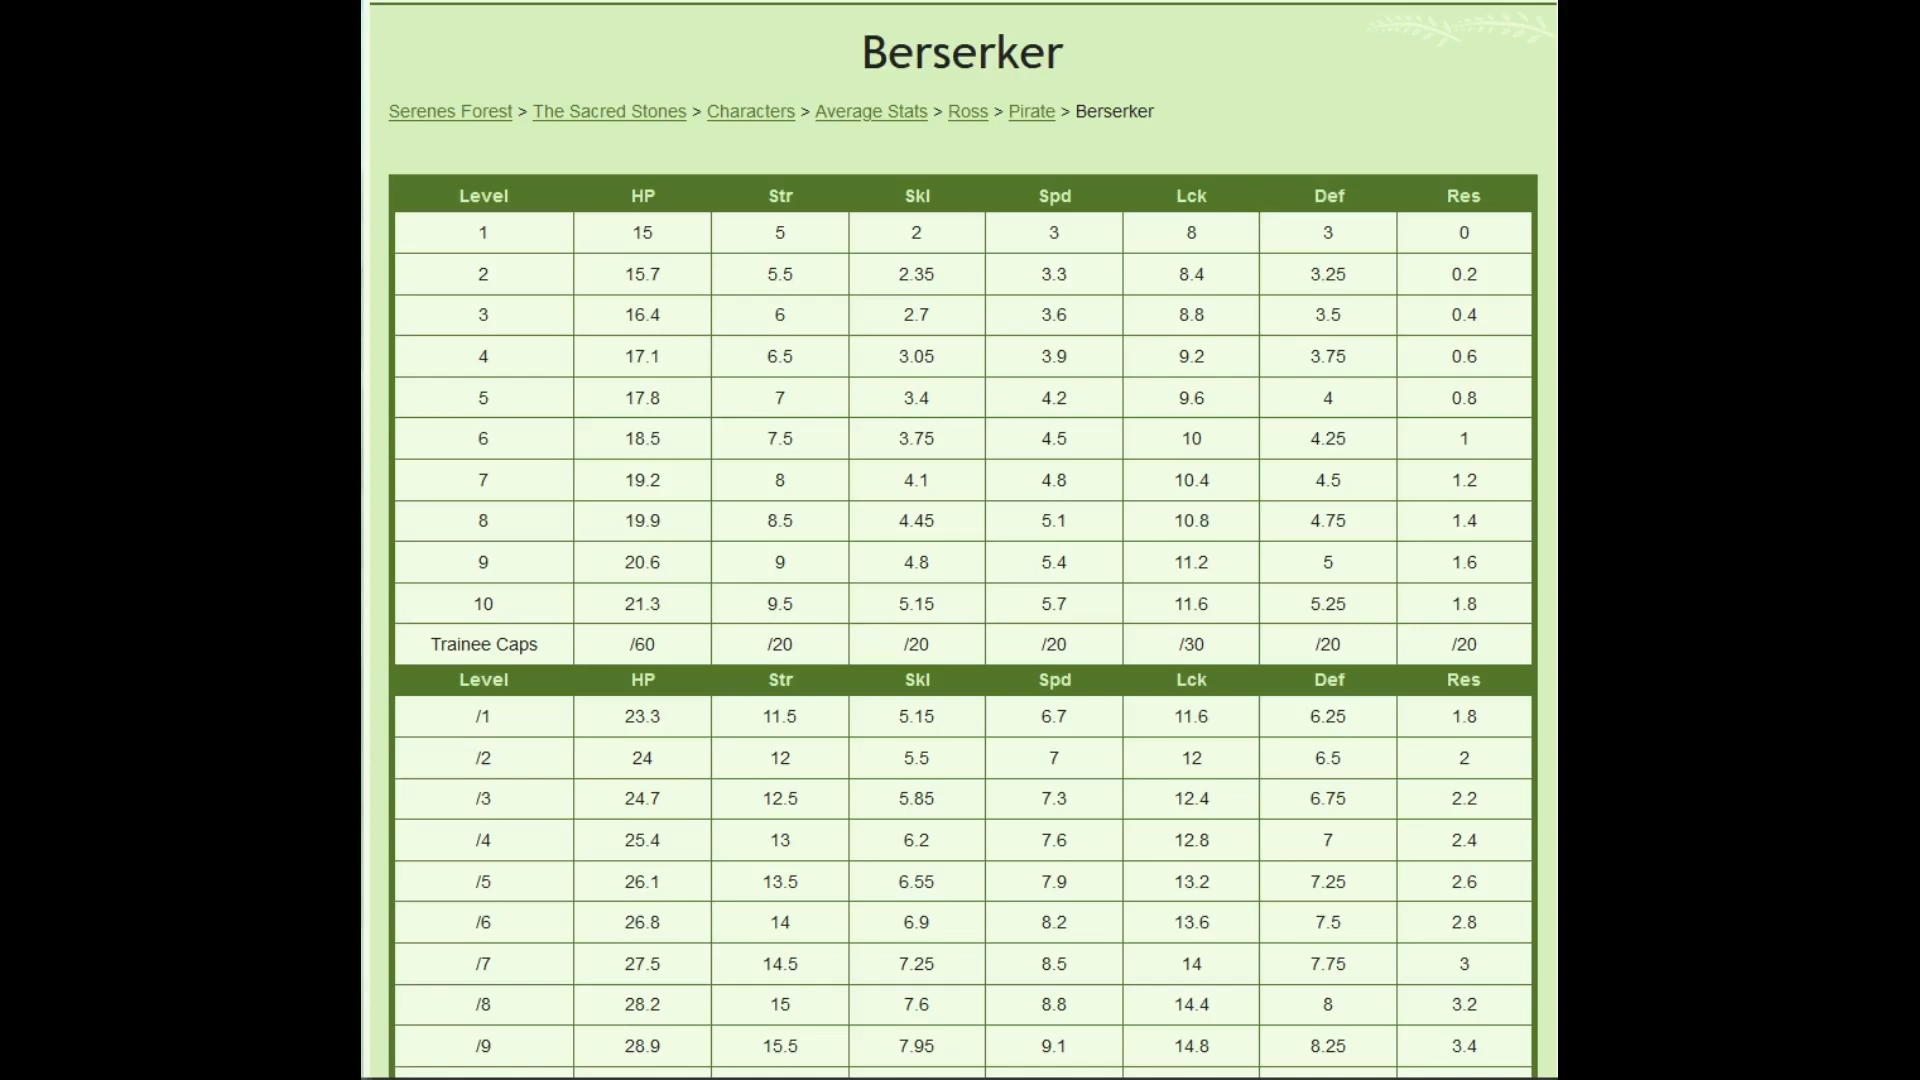 Berserker
Serenes Forest > The Sacred Stones > Characters > Average Stats > Ross > Pirate > Berserker
Level HP Str Skl Spd Lck Def Res
1 15 5 2 3 8 3 0
2 15.7 5.5 2.35 3.3 8.4 3.25 0.2
3 16.4 6 2.7 3.6 8.8 3.5 0.4
4 17.1 6.5 3.05 3.9 9.2 3.75 0.6
5 17.8 7 3.4 4.2 9.6 4 0.8
6 18.5 7.5 3.75 4.5 10 4.25 1
7 19.2 8 4.1 4.8 10.4 4.5 1.2
8 19.9 8.5 4.45 5.1 10.8 4.75 1.4
9 20.6 9 4.8 5.4 11.2 5 1.6
10 21.3 9.5 5.15 5.7 11.6 5.25 1.8
Trainee Caps /60 /20 /20 /20 /30 /20 /20
Level HP Str Skl Spd Lck Def Res
/1 23.3 11.5 5.15 6.7 11.6 6.25 1.8
/2 24 12 5.5 7 12 6.5 2
/3 24.7 12.5 5.85 7.3 12.4 6.75 2.2
/4 25.4 13 6.2 7.6 12.8 7 2.4
/5 26.1 13.5 6.55 7.9 13.2 7.25 2.6
/6 26.8 14 6.9 8.2 13.6 7.5 2.8
/7 27.5 14.5 7.25 8.5 14 7.75 3
/8 28.2 15 7.6 8.8 14.4 8 3.2
/9 28.9 15.5 7.95 9.1 14.8 8.25 3.4